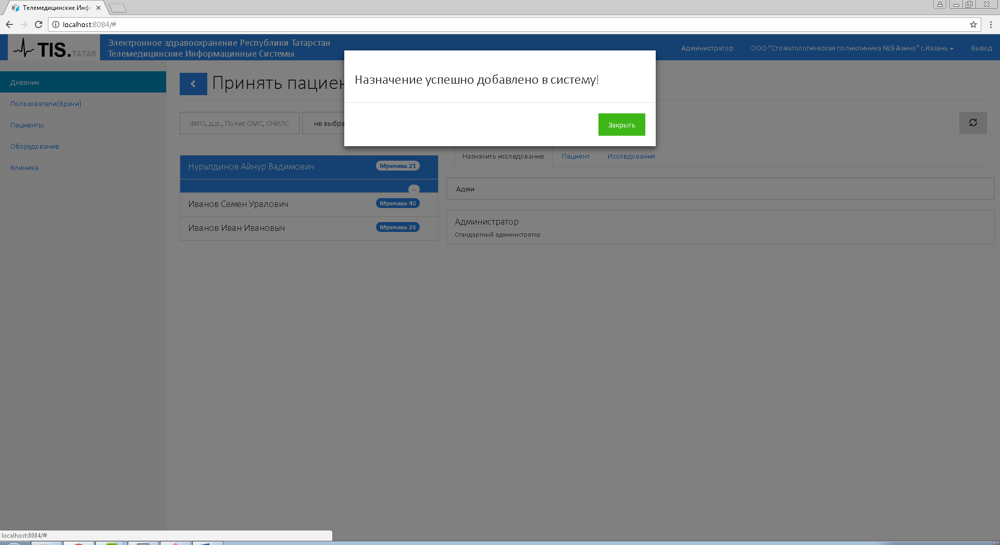 Телемедицинские Инфо
localhost:8084/#
TIS.TATAR
Электронное здравоохранение Республики Татарстан
Телемедицинские Информацинные Системы
Администратор
ООО "Стоматологическая поликлиника №9 Азино" г.Казань
Выход
Дневник
Пользователи(Врачи)
Пациенты
Оборудование
Клиника
Принять пациен
Назначение успешно добавлено в систему!
Закрыть
ФИО, д.р., Полис ОМС, СНИЛС
не выбра
Нурытдинов Айнур Вадимович
Мужчина 21
--
Иванов Семен Уралович
Мужчина 40
Иванов Иван Ивановыч
Мужчина 26
Назначить исследование
Пациент
Исследования
Адми
Администратор
Стандартный администратор
localhost:8084/#